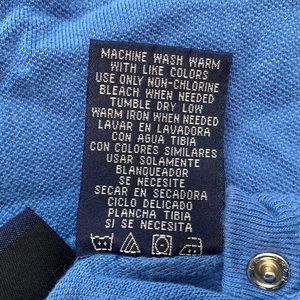 MACHINE WASH WARM
WITH LIKE COLORS
USE ONLY NON-CHLORINE
BLEACH WHEN NEEDED
TUMBLE DRY LOW
WARM IRON WHEN NEEDED
LAVAR EN LAVADORA
CON AGUA TIBIA
CON COLORES SIMILARES
USAR SOLAMENTE
BLANQUEADOR
SE NECESITE
SECAR EN SECADORA
CICLO DELICADO
PLANCHA TIBIA
SI SE NECESITE